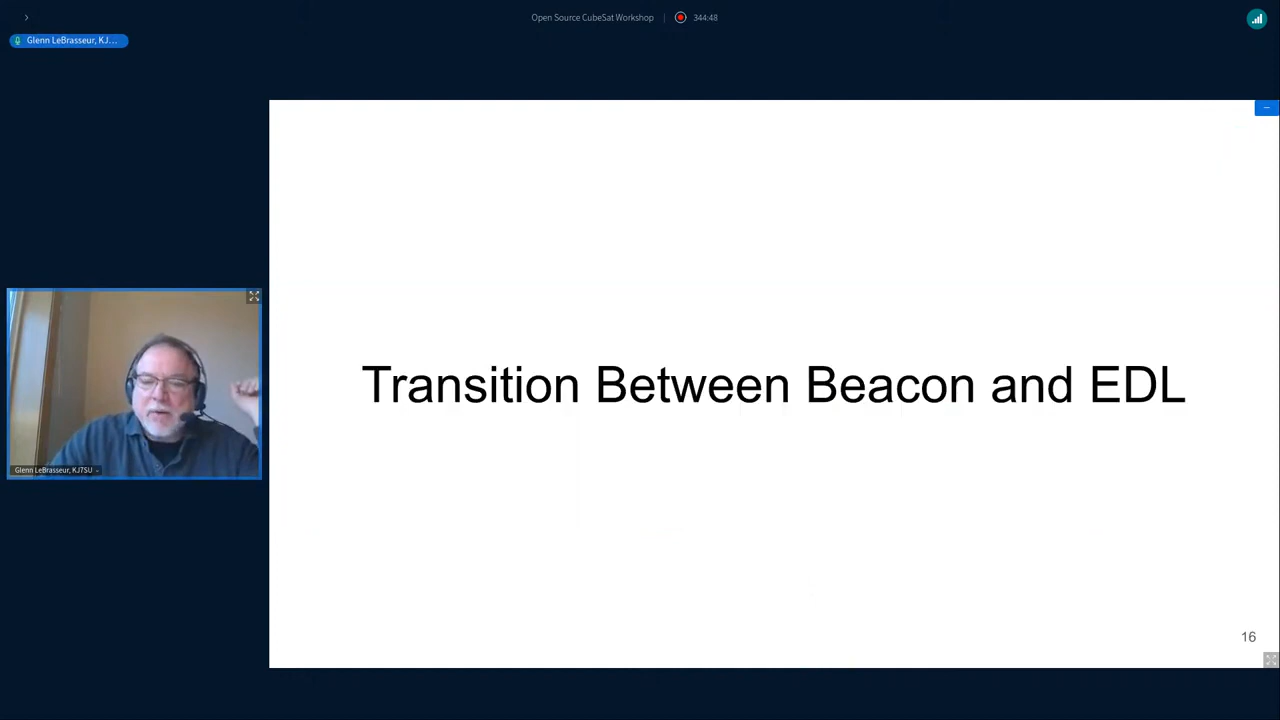 Open Source CubeSat Workshop
344:48
Glenn LeBrasseur, KJ...
Transition Between Beacon and EDL
Glenn LeBrasseur, KJ7SU
16